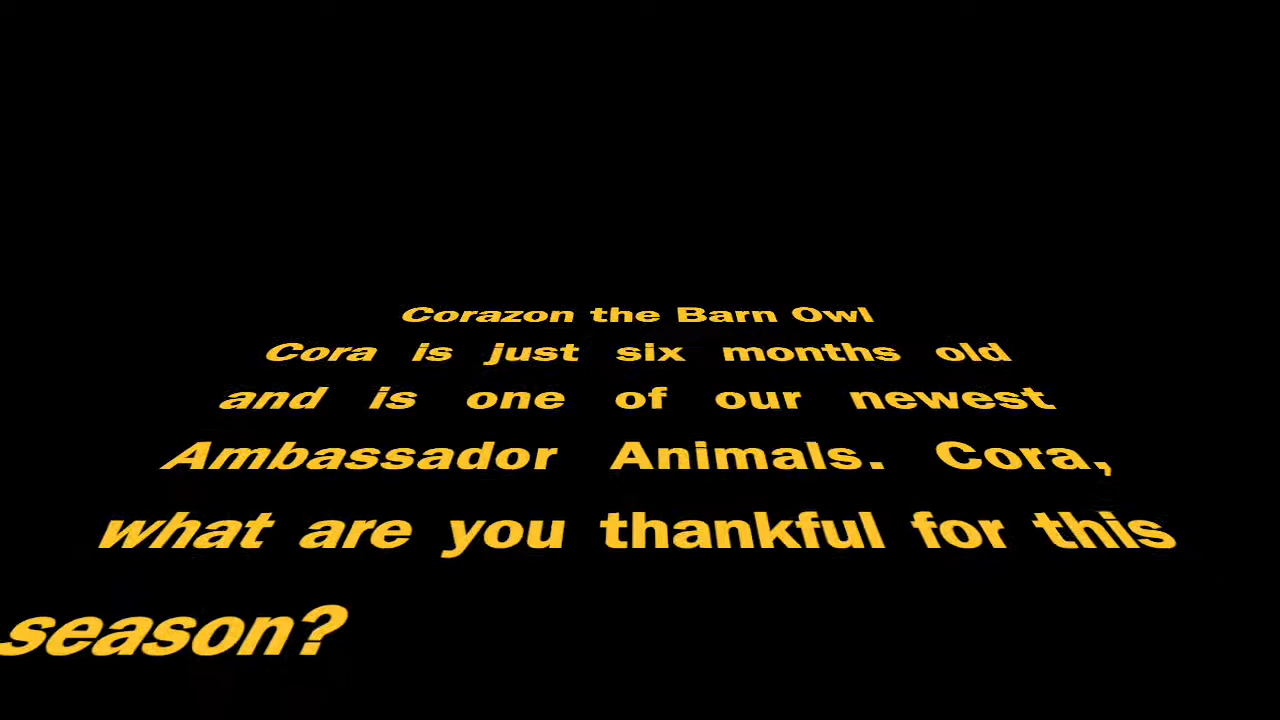 Corazon the Barn Owl
Cora is just six months old
and is one of our newest
Ambassador Animals. Cora,
what are you thankful for this
season?